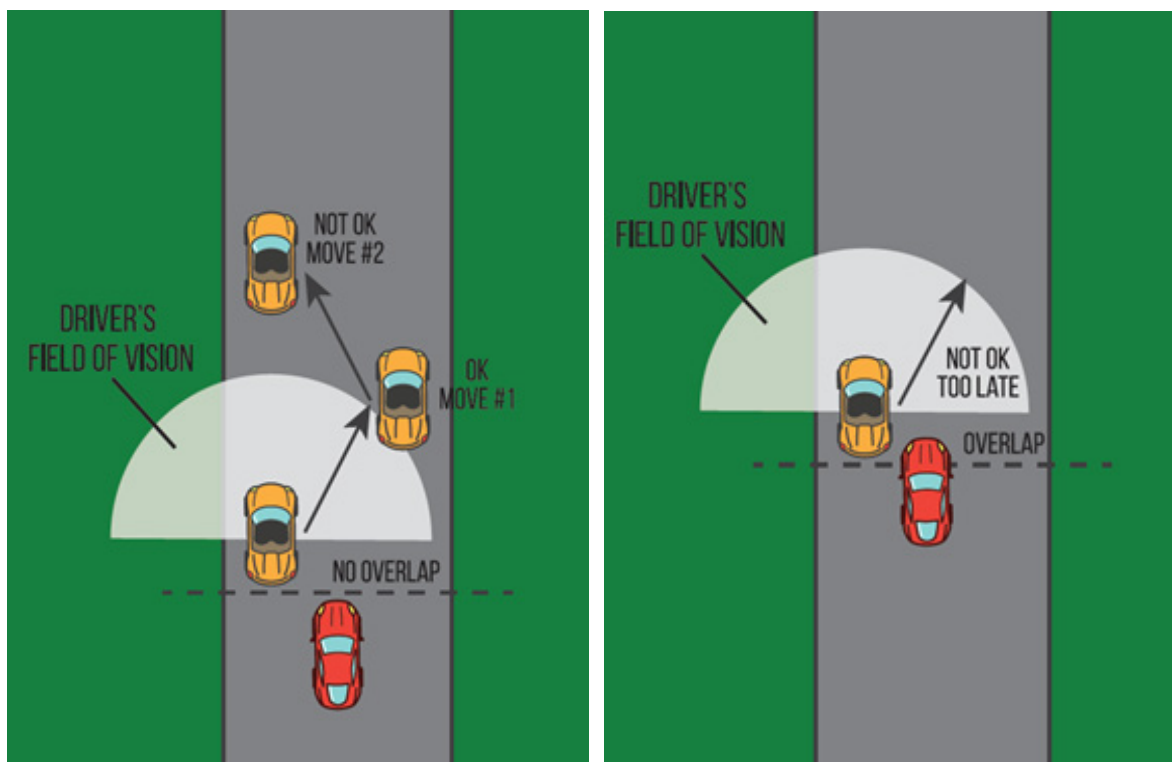 NOT OK
MOVE #2
DRIVER'S
FIELD OF VISION
OK
MOVE #1
NO OVERLAP
DRIVER'S
FIELD OF VISION
NOT OK
TOO LATE
OVERLAP